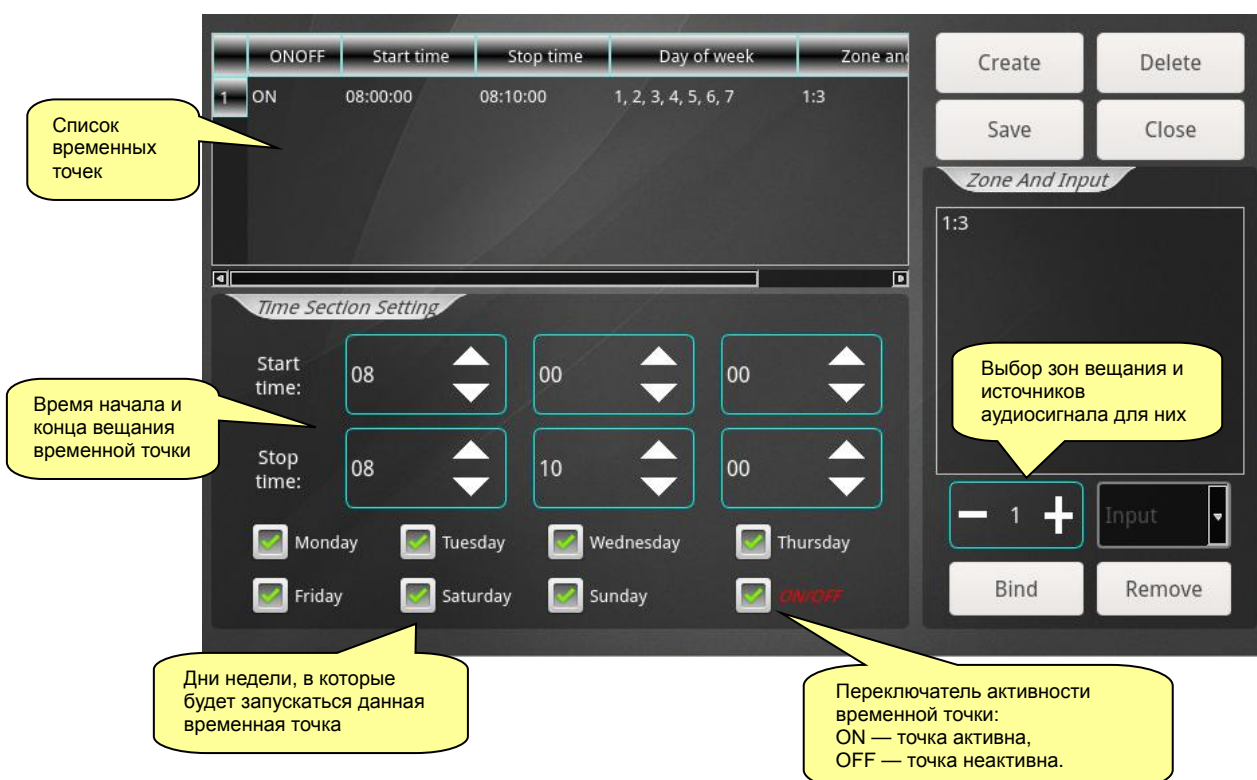 ONOFF Start time Stop time Day of week Zone and
1 ON 08:00:00 08:10:00 1, 2, 3, 4, 5, 6, 7 1:3
Create Delete
Save Close
Список
временных
точек
Zone And Input
1:3
Time Section Setting
Start
time:
08 00 00
Время начала и
конца вещания
временной точки
Stop
time:
08 10 00
Выбор зон вещания и
источников
аудиосигнала для них
1 Input
Bind Remove
Monday Tuesday Wednesday Thursday
Friday Saturday Sunday ON/OFF
Дни недели, в которые
будет запускаться данная
временная точка
Переключатель активности
временной точки:
ON — точка активна,
OFF — точка неактивна.